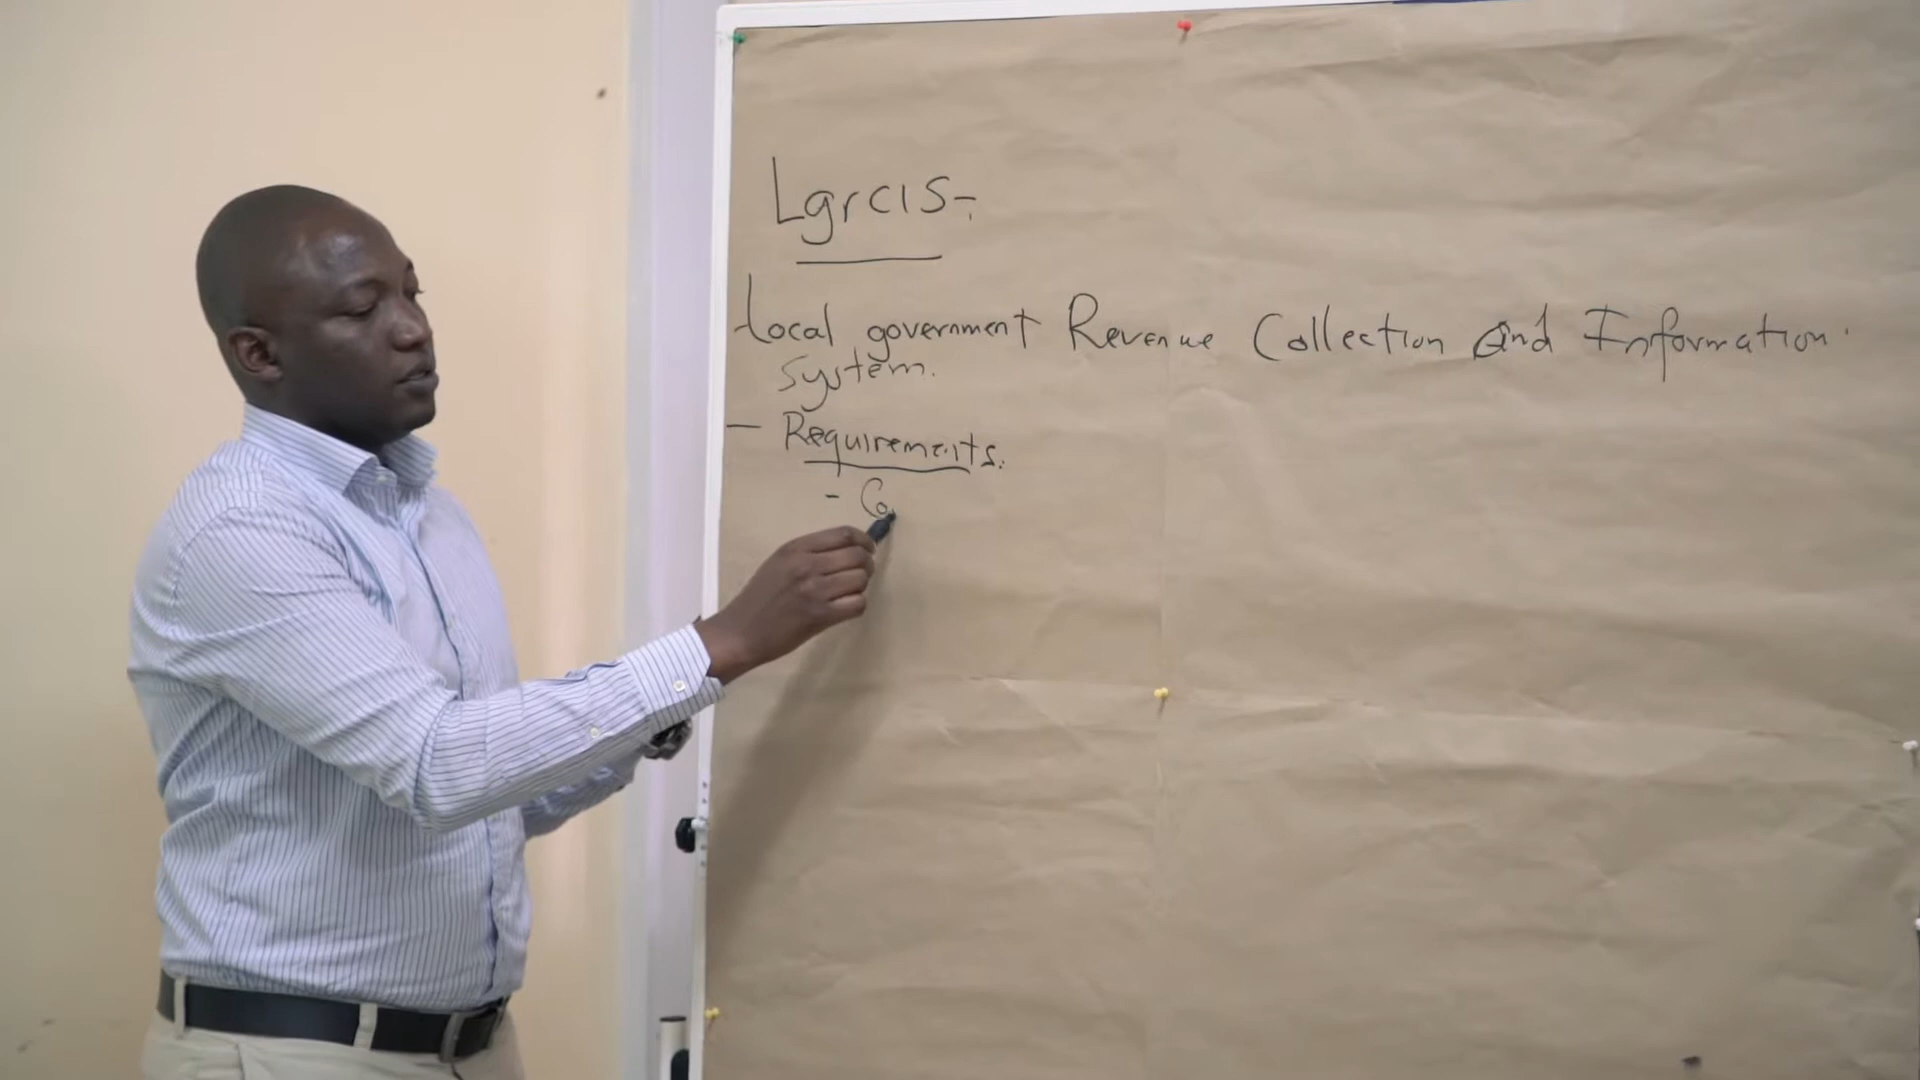 LgrcIS-
- Local government Revenue Collection and Information.
System.
- Requirements.
- Co